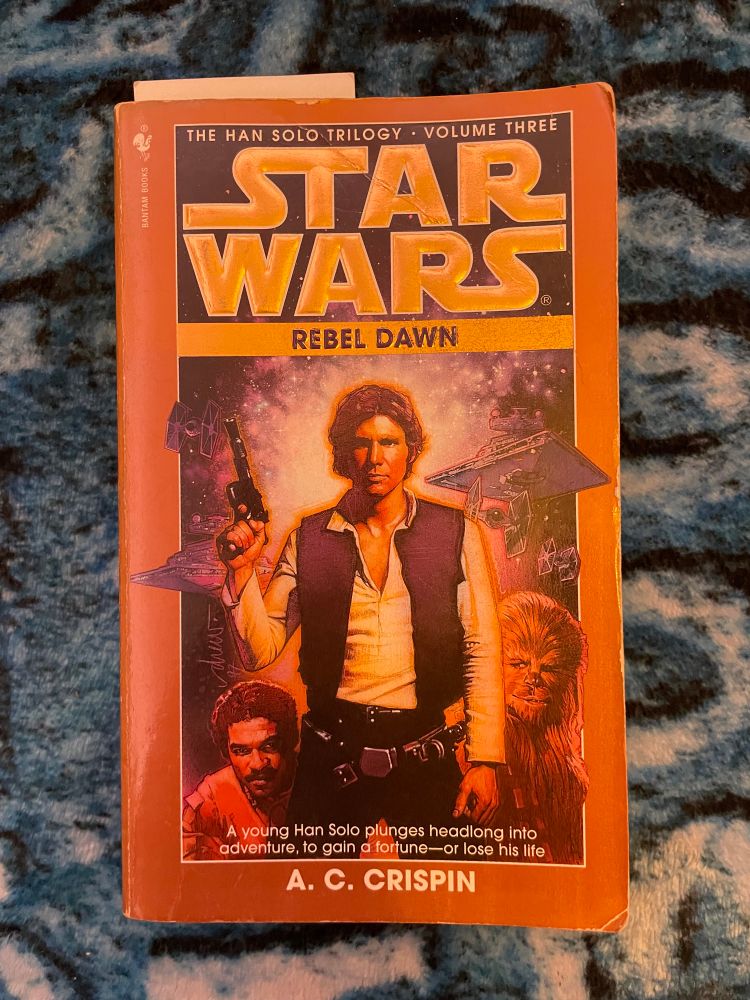 THE HAN SOLO TRILOGY · VOLUME THREE
STAR
WARS®
REBEL DAWN
BANTAM BOOKS
®
drew
A young Han Solo plunges headlong into
adventure, to gain a fortune—or lose his life
A. C. CRISPIN